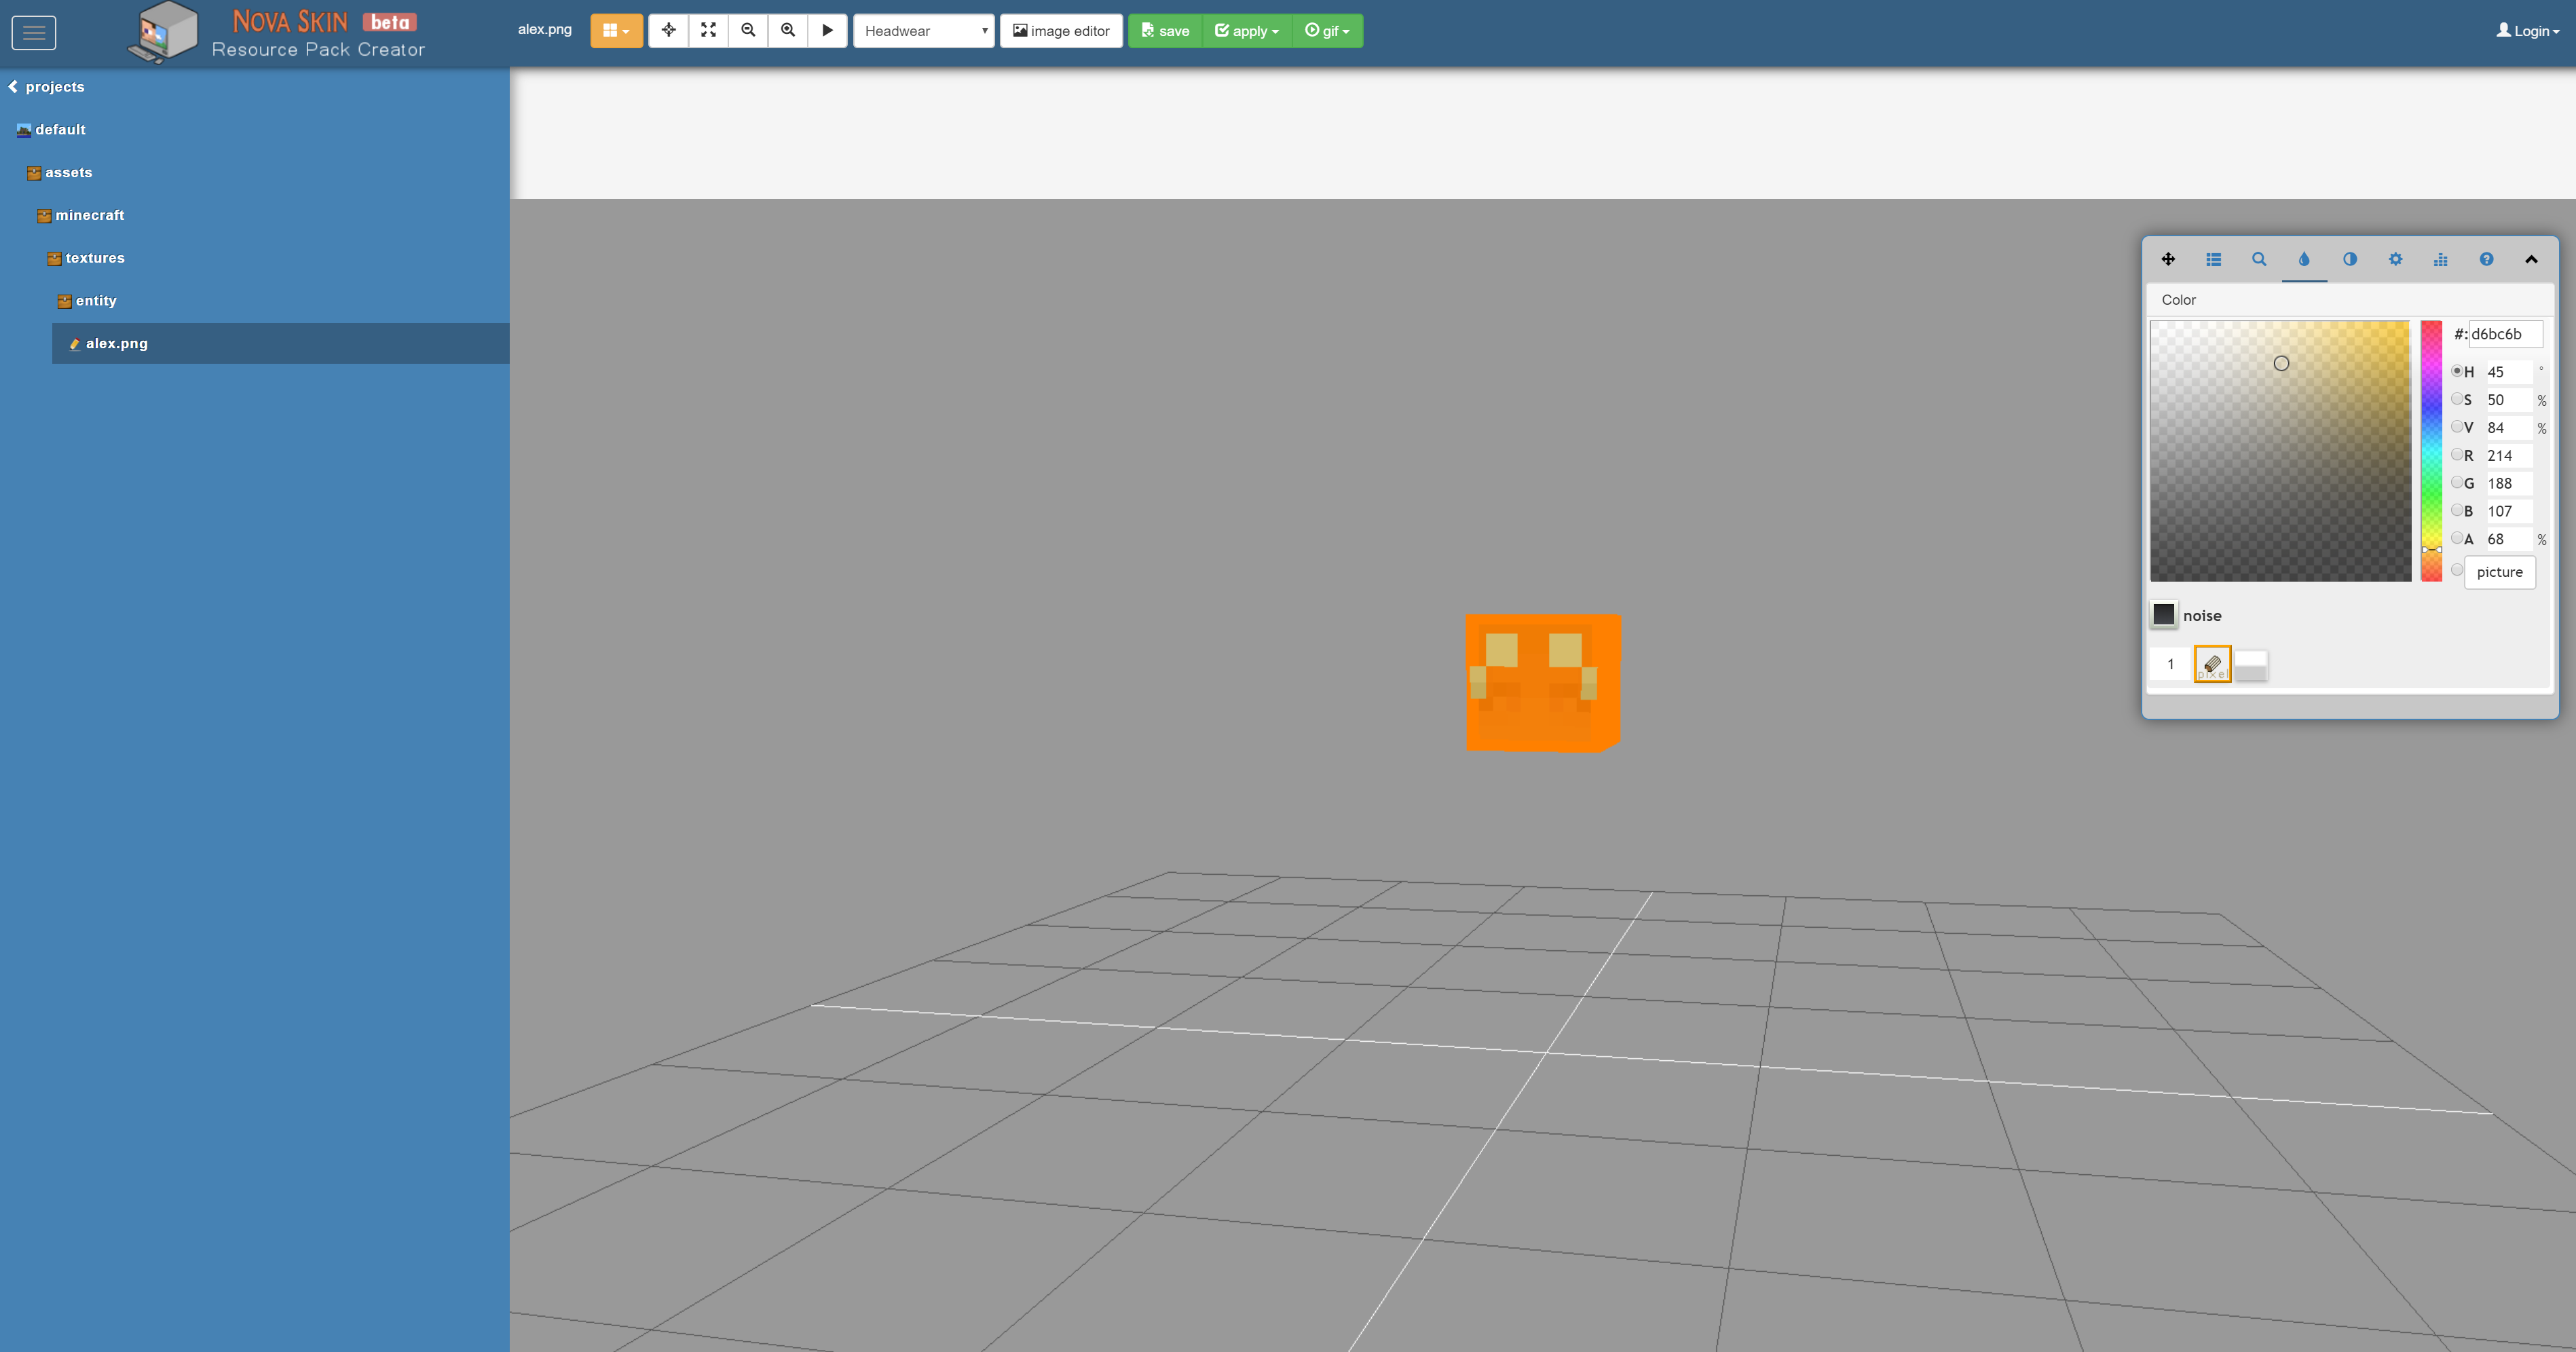 NOVA SKIN beta
Resource Pack Creator
alex.png
Headwear
image editor
save
apply
gif
Login
projects
default
assets
minecraft
textures
entity
alex.png
Color
#: d6bc6b
H 45 °
S 50 %
V 84 %
R 214
G 188
B 107
A 68 %
picture
noise
1
pixel